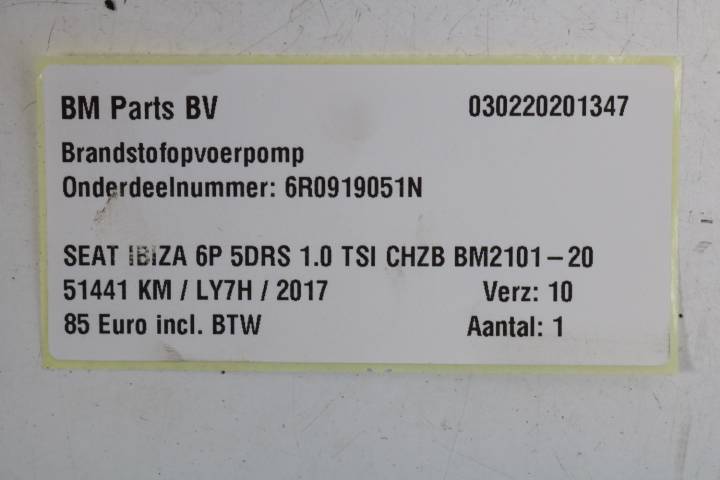 BM Parts BV 030220201347
Brandstofopvoerpomp
Onderdeelnummer: 6R0919051N
SEAT IBIZA 6P 5DRS 1.0 TSI CHZB BM2101-20
51441 KM / LY7H / 2017 Verz: 10
85 Euro incl. BTW Aantal: 1